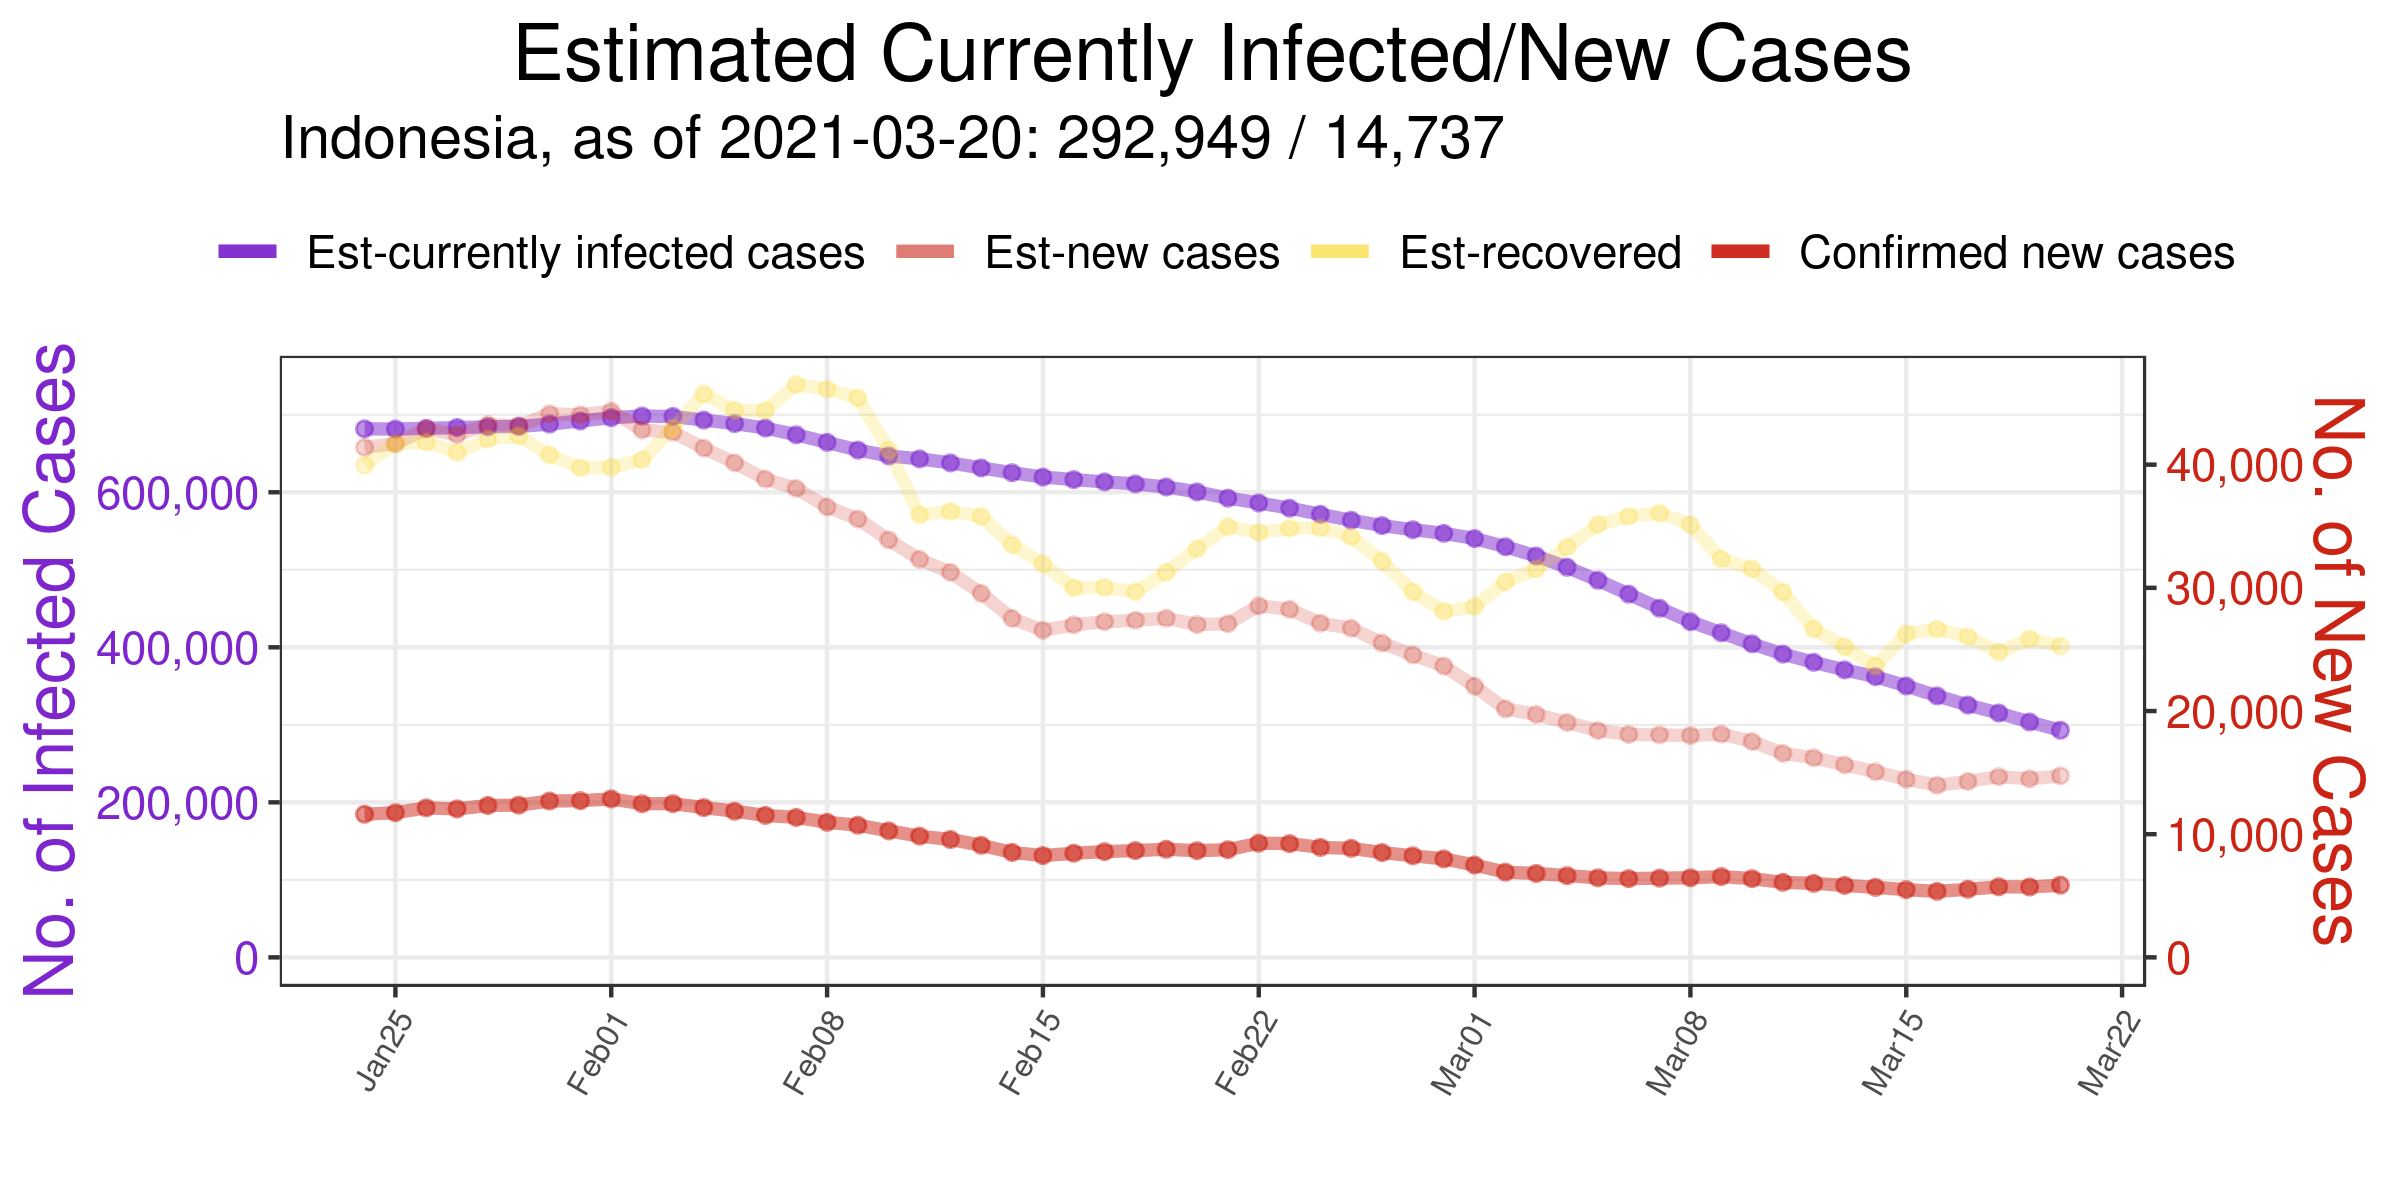 Estimated Currently Infected/New Cases
Indonesia, as of 2021-03-20: 292,949 / 14,737
Est-currently infected cases Est-new cases Est-recovered Confirmed new cases
No. of Infected Cases
600,000
400,000
200,000
0
40,000
30,000
20,000
10,000
0
No. of New Cases
Jan25 Feb01 Feb08 Feb15 Feb22 Mar01 Mar08 Mar15 Mar22